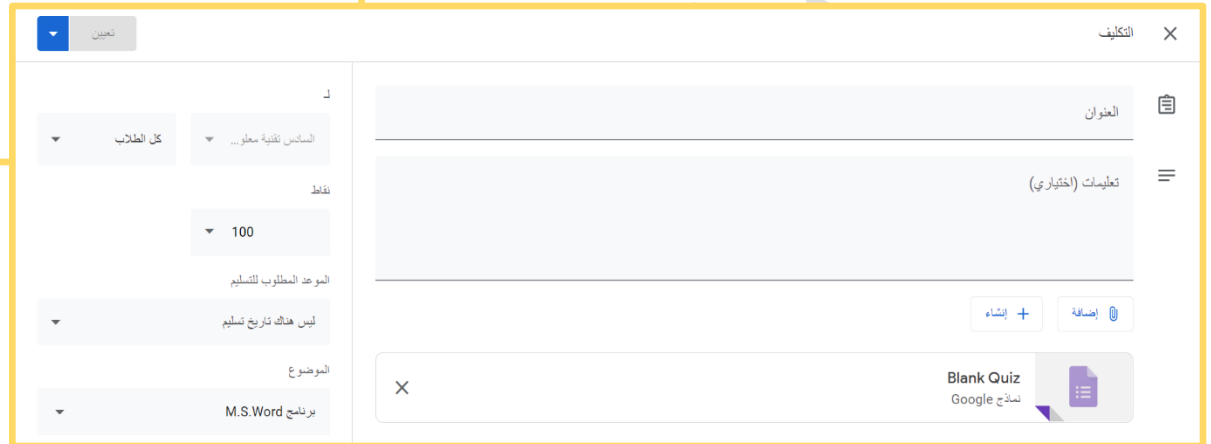 التكليف
تعيين
العنوان
تعليمات (اختياري)
إضافة
إنشاء
Blank Quiz
نماذج Google
لـ
السادس تقنية معلو...
كل الطلاب
نقاط
100
الموعد المطلوب للتسليم
ليس هناك تاريخ تسليم
الموضوع
برنامج M.S.Word